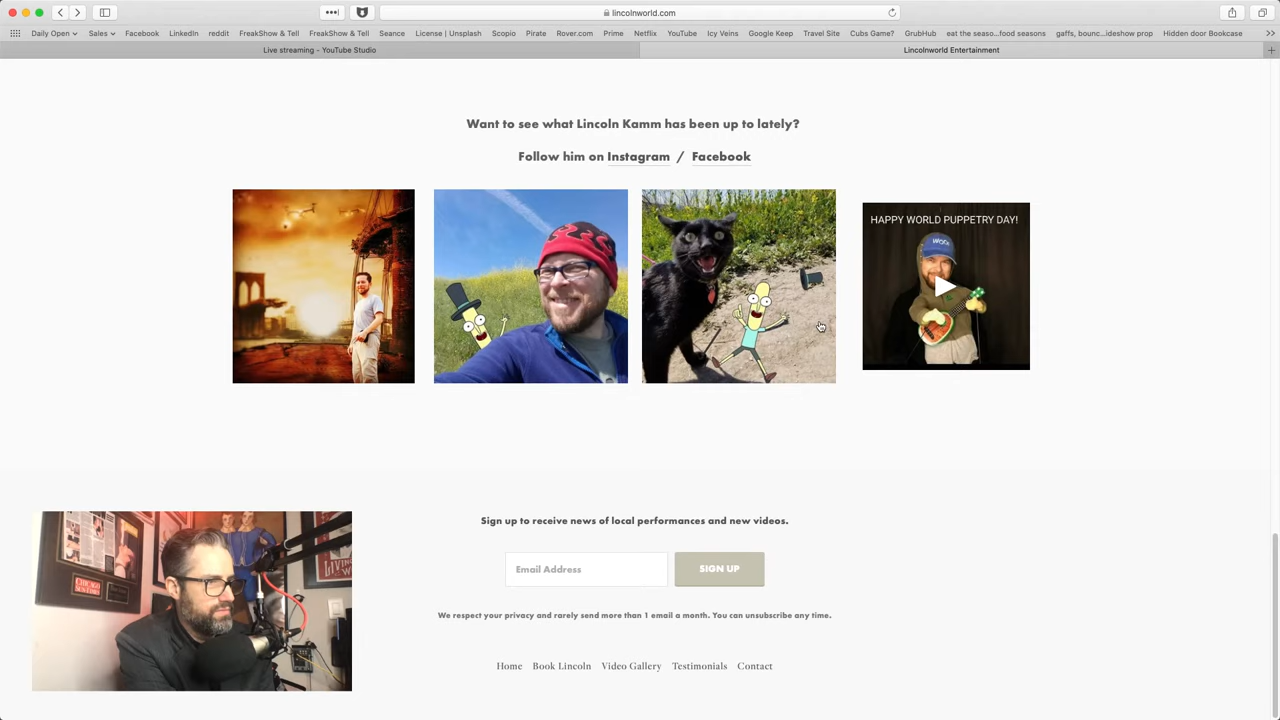 lincolnworld.com
Daily Open Sales Facebook LinkedIn reddit FreakShow & Tell FreakShow & Tell Seance License | Unsplash Scopio Pirate Rover.com Prime Netflix YouTube Icy Veins Google Keep Travel Site Cubs Game? GrubHub eat the seaso...food seasons gaffs, bounc...ideshow prop Hidden door Bookcase
Live streaming - YouTube Studio Lincolnworld Entertainment
Want to see what Lincoln Kamm has been up to lately?
Follow him on Instagram / Facebook
HAPPY WORLD PUPPETRY DAY!
Sign up to receive news of local performances and new videos.
Email Address SIGN UP
CHICAGO
SUN-TIMES
We respect your privacy and rarely send more than 1 email a month. You can unsubscribe any time.
Home Book Lincoln Video Gallery Testimonials Contact